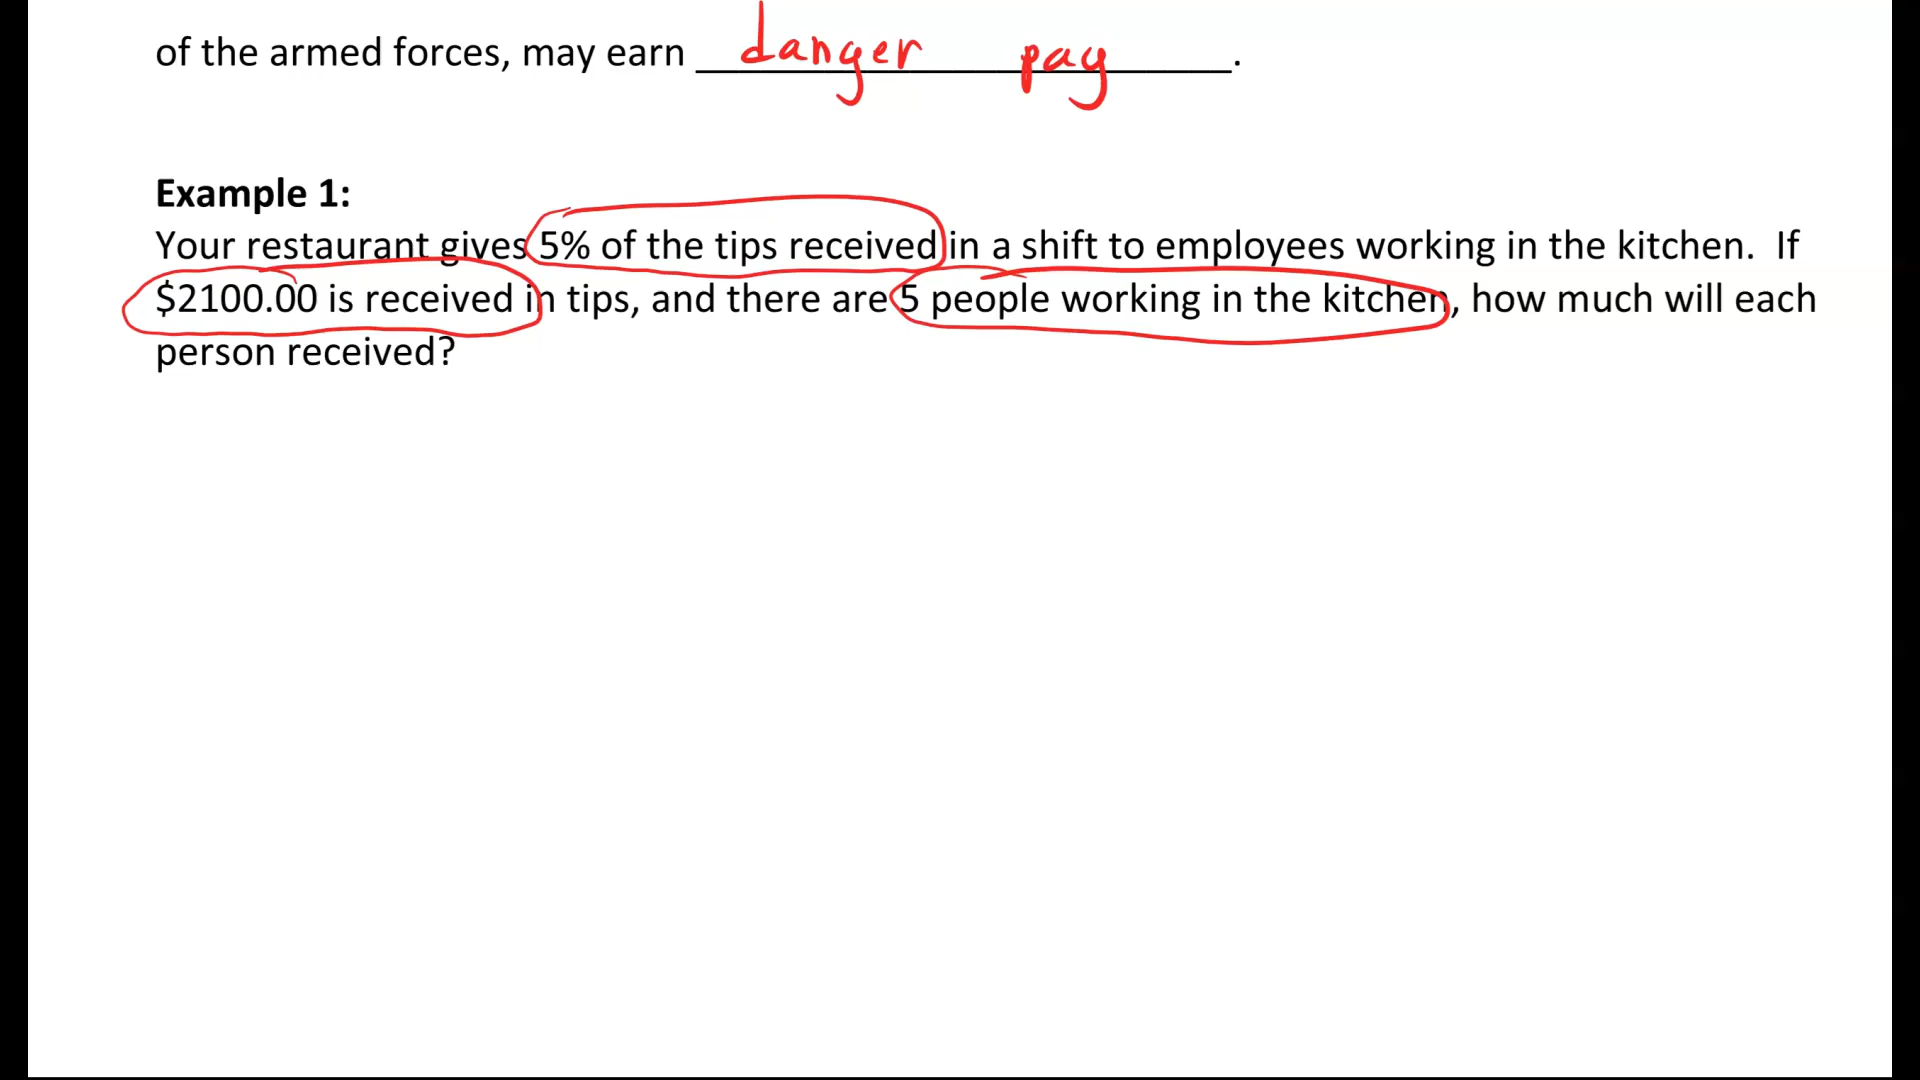 of the armed forces, may earn danger pay.
Example 1:
Your restaurant gives 5% of the tips received in a shift to employees working in the kitchen. If
$2100.00 is received in tips, and there are 5 people working in the kitchen, how much will each
person received?